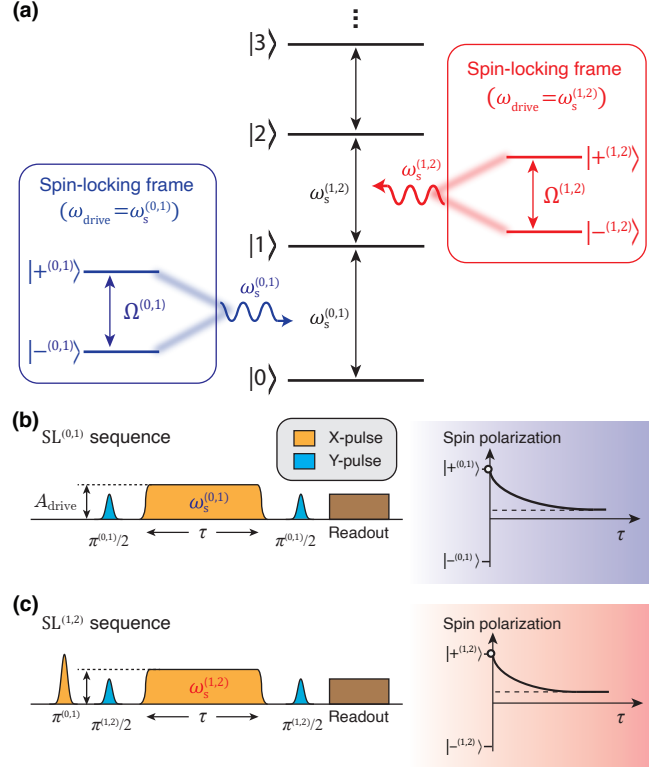 (a)
⋮
|3⟩
Spin-locking frame
(ω_drive = ω_s^(1,2))
|2⟩
|+^(1,2)⟩
ω_s^(1,2)
Ω^(1,2)
|−^(1,2)⟩
ω_s^(1,2)
Spin-locking frame
(ω_drive = ω_s^(0,1))
|1⟩
|+^(0,1)⟩
ω_s^(0,1)
Ω^(0,1)
ω_s^(0,1)
|−^(0,1)⟩
|0⟩
(b)
SL^(0,1) sequence
X-pulse
Y-pulse
A_drive
ω_s^(0,1)
π^(0,1)/2
τ
π^(0,1)/2
Readout
Spin polarization
|+^(0,1)⟩
τ
|−^(0,1)⟩
(c)
SL^(1,2) sequence
ω_s^(1,2)
π^(0,1)
π^(1,2)/2
τ
π^(1,2)/2
Readout
Spin polarization
|+^(1,2)⟩
τ
|−^(1,2)⟩